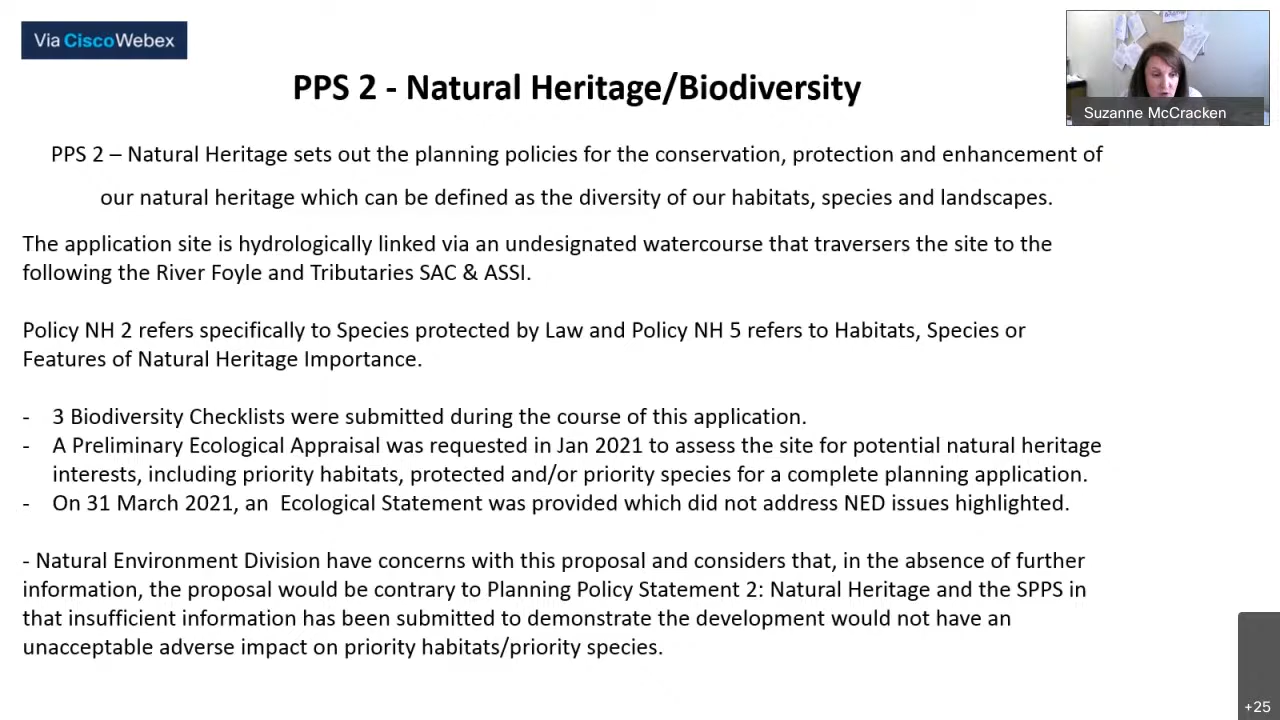 Via Cisco Webex
PPS 2 - Natural Heritage/Biodiversity
Suzanne McCracken
PPS 2 – Natural Heritage sets out the planning policies for the conservation, protection and enhancement of
our natural heritage which can be defined as the diversity of our habitats, species and landscapes.
The application site is hydrologically linked via an undesignated watercourse that traversers the site to the
following the River Foyle and Tributaries SAC & ASSI.
Policy NH 2 refers specifically to Species protected by Law and Policy NH 5 refers to Habitats, Species or
Features of Natural Heritage Importance.
- 3 Biodiversity Checklists were submitted during the course of this application.
- A Preliminary Ecological Appraisal was requested in Jan 2021 to assess the site for potential natural heritage
interests, including priority habitats, protected and/or priority species for a complete planning application.
- On 31 March 2021, an Ecological Statement was provided which did not address NED issues highlighted.
- Natural Environment Division have concerns with this proposal and considers that, in the absence of further
information, the proposal would be contrary to Planning Policy Statement 2: Natural Heritage and the SPPS in
that insufficient information has been submitted to demonstrate the development would not have an
unacceptable adverse impact on priority habitats/priority species.
+25